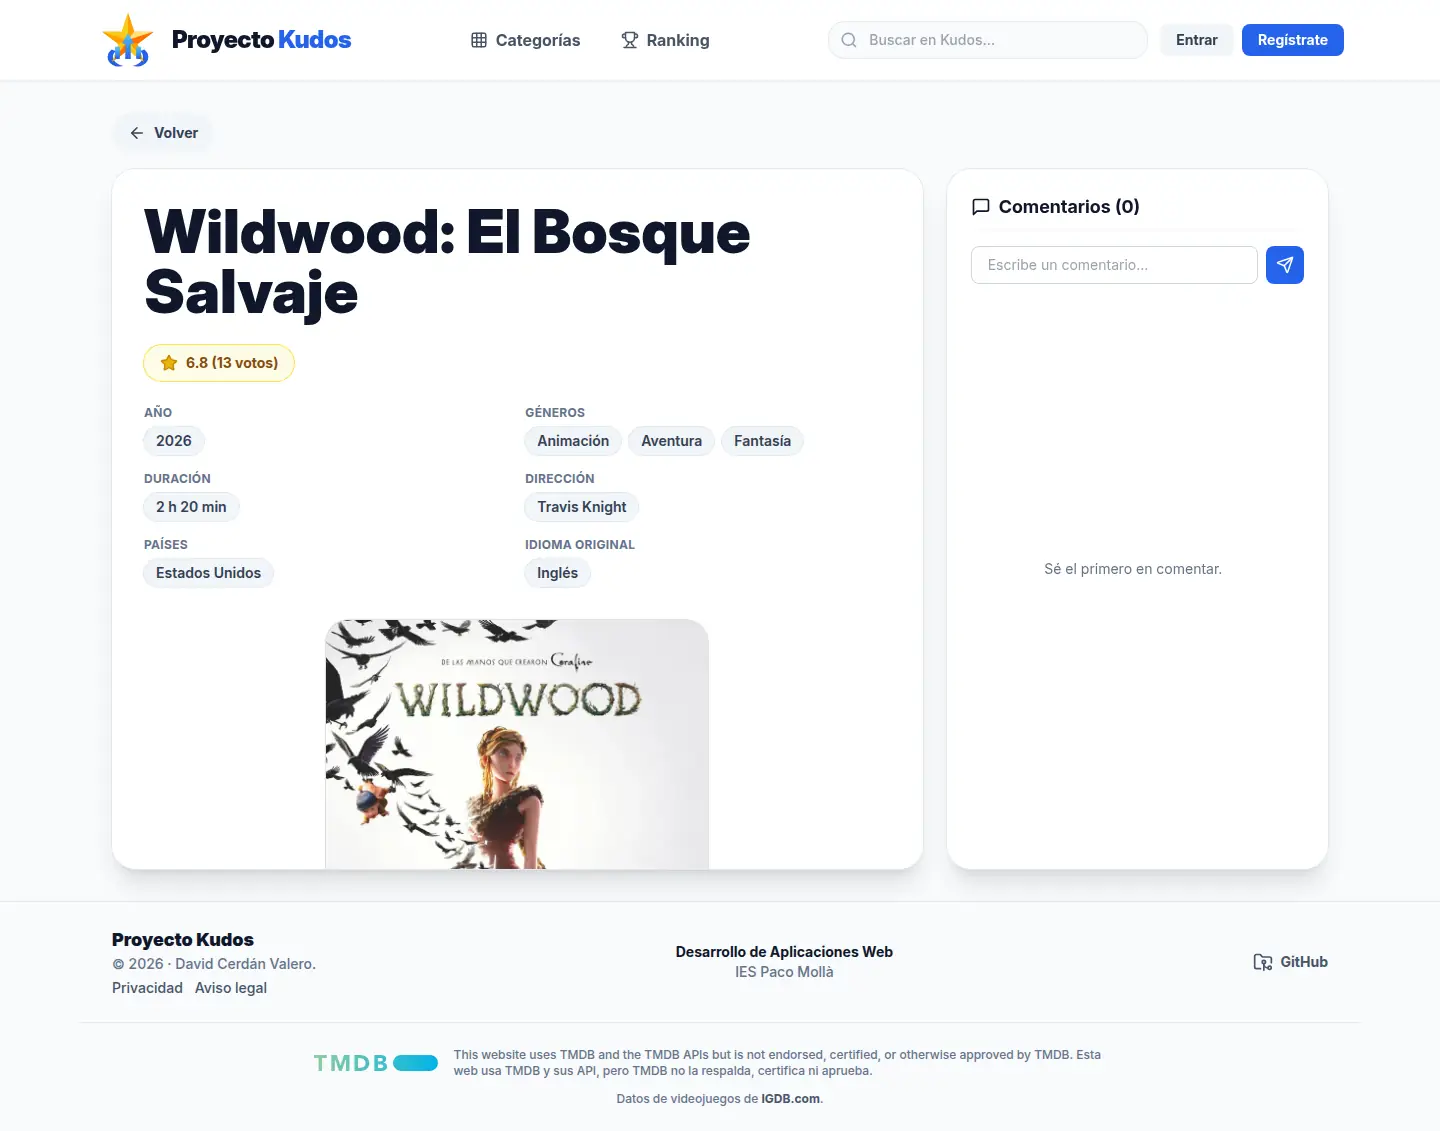 Proyecto Kudos
Categorías
Ranking
Buscar en Kudos...
Entrar
Regístrate
Volver
Wildwood: El Bosque
Salvaje
6.8 (13 votos)
AÑO
2026
GÉNEROS
Animación
Aventura
Fantasía
DURACIÓN
2 h 20 min
DIRECCIÓN
Travis Knight
PAÍSES
Estados Unidos
IDIOMA ORIGINAL
Inglés
DE LAS MANOS QUE CREARON Coraline
WILDWOOD
Comentarios (0)
Escribe un comentario...
Sé el primero en comentar.
Proyecto Kudos
© 2026 · David Cerdán Valero.
Privacidad Aviso legal
Desarrollo de Aplicaciones Web
IES Paco Mollà
GitHub
TMDB
This website uses TMDB and the TMDB APIs but is not endorsed, certified, or otherwise approved by TMDB. Esta
web usa TMDB y sus API, pero TMDB no la respalda, certifica ni aprueba.
Datos de videojuegos de IGDB.com.